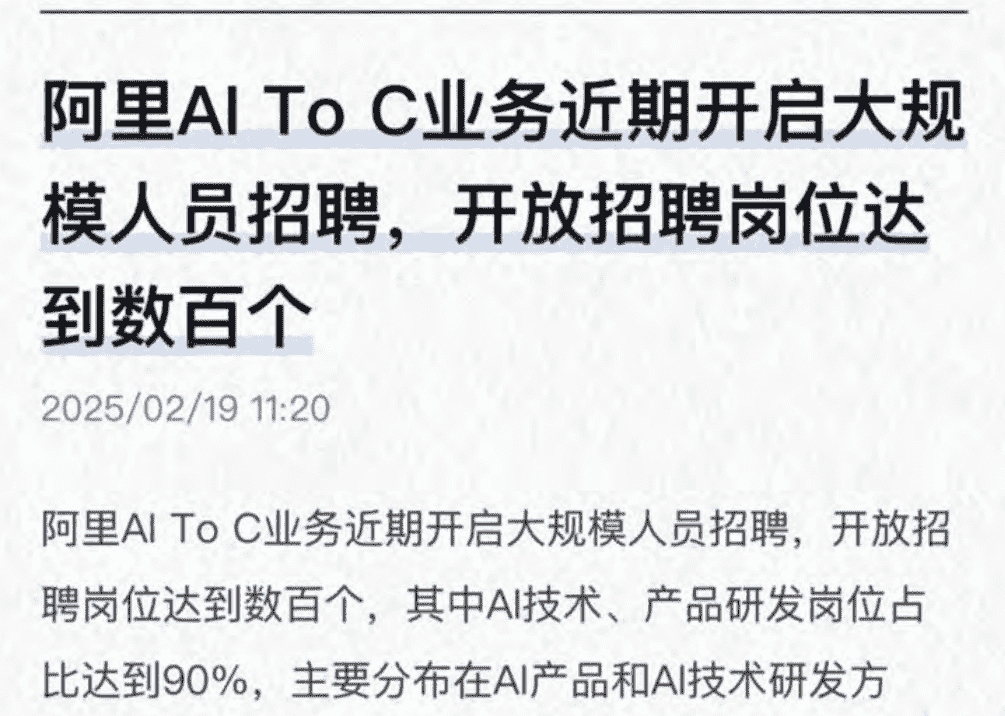 阿里AI To C业务近期开启大规
模人员招聘，开放招聘岗位达
到数百个
2025/02/19 11:20
阿里AI To C业务近期开启大规模人员招聘，开放招
聘岗位达到数百个，其中AI技术、产品研发岗位占
比达到90%，主要分布在AI产品和AI技术研发方